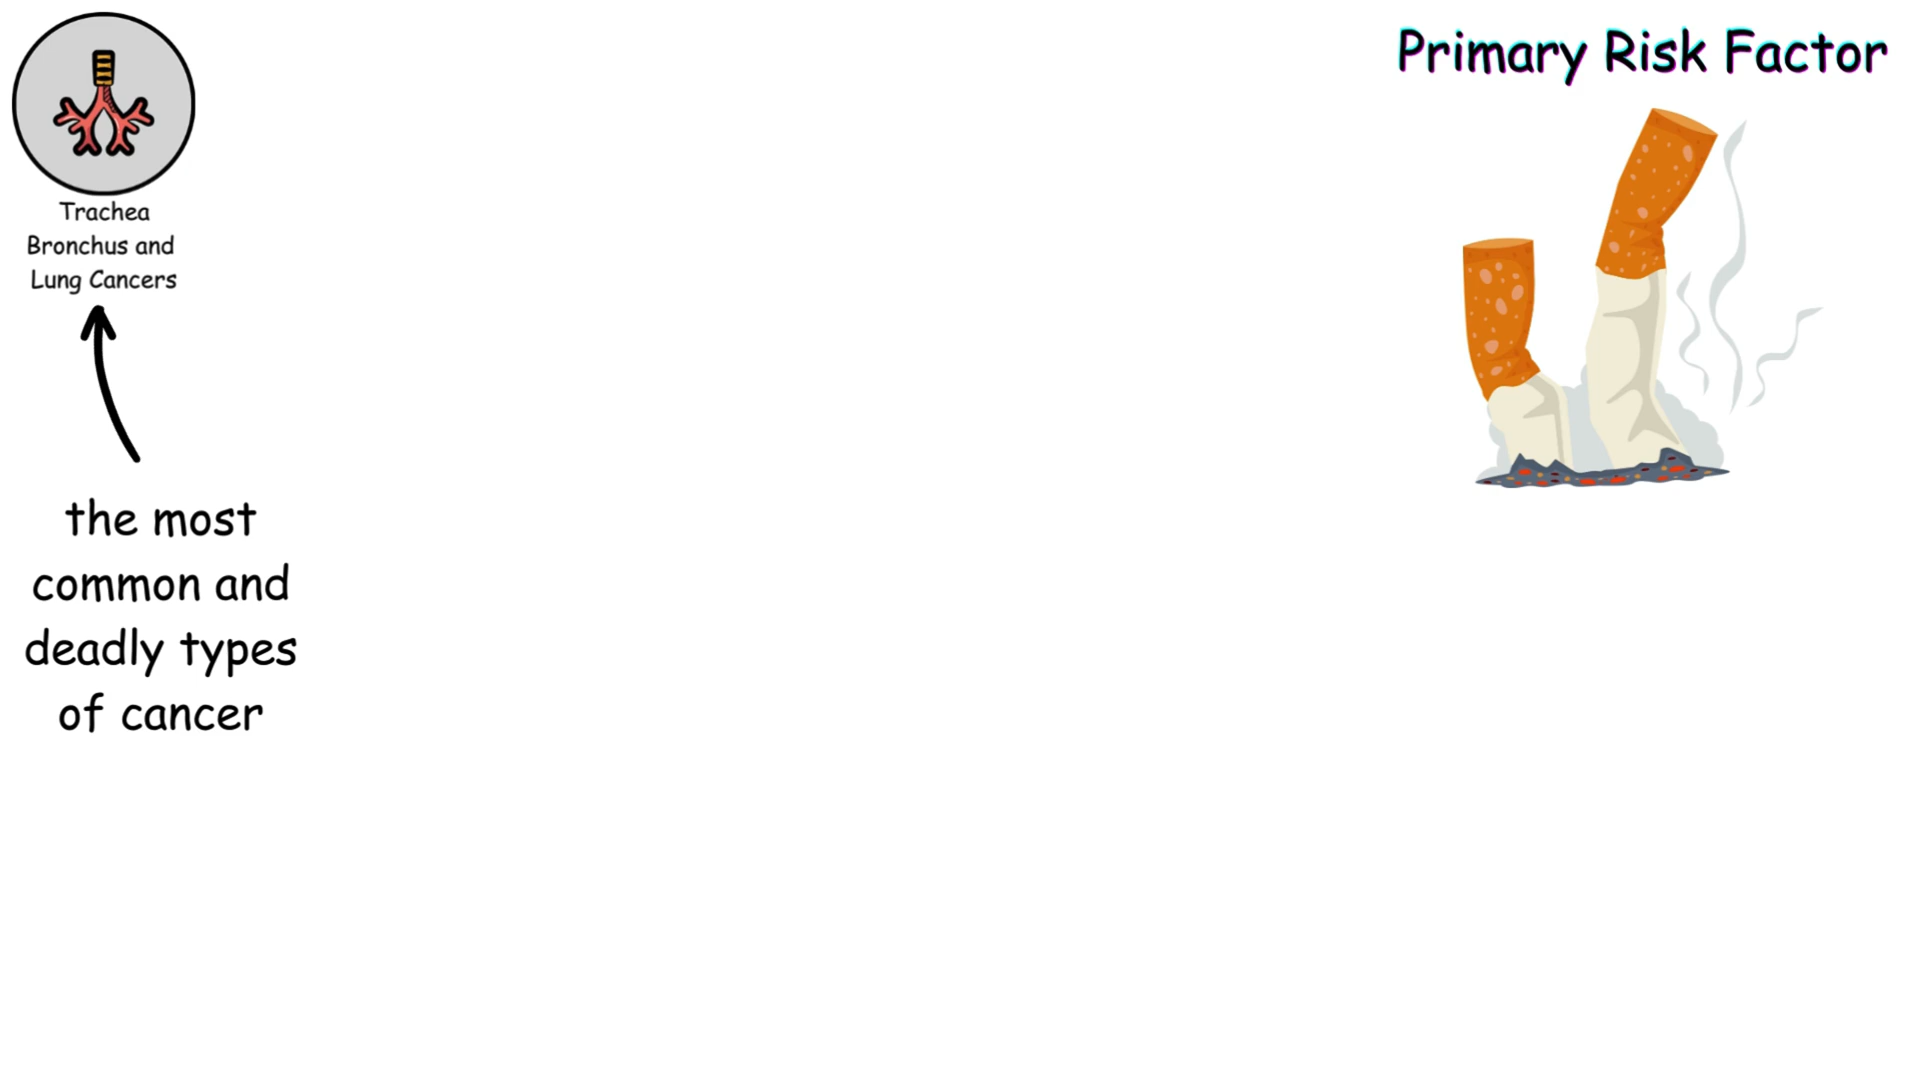 Primary Risk Factor
Trachea
Bronchus and
Lung Cancers
the most
common and
deadly types
of cancer